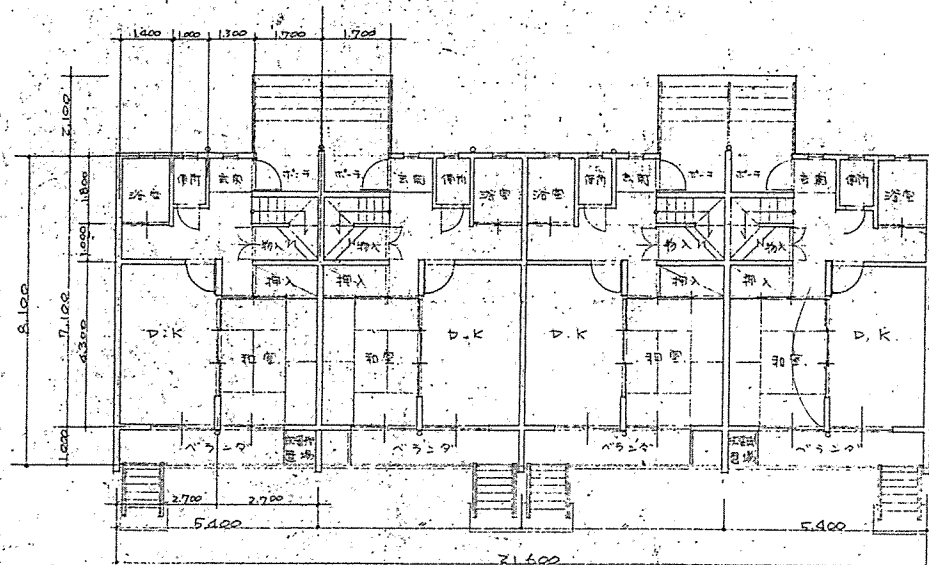 1.400 1.000 1.300 1.700 1.700
2.100
1.800
1.000
4.300
1.000
7.100
8.100
浴室 便所 玄関 ポーチ ポーチ 玄関 便所 浴室 浴室 便所 玄関 ポーチ ポーチ 玄関 便所 浴室
物入 物入 物入 物入
押入 押入 押入 押入
D.K 和室 和室 D.K D.K 和室 和室 D.K
ベランダ ベランダ ベランダ ベランダ
置場 置場
2.700 2.700
5.400 5.400
21.600